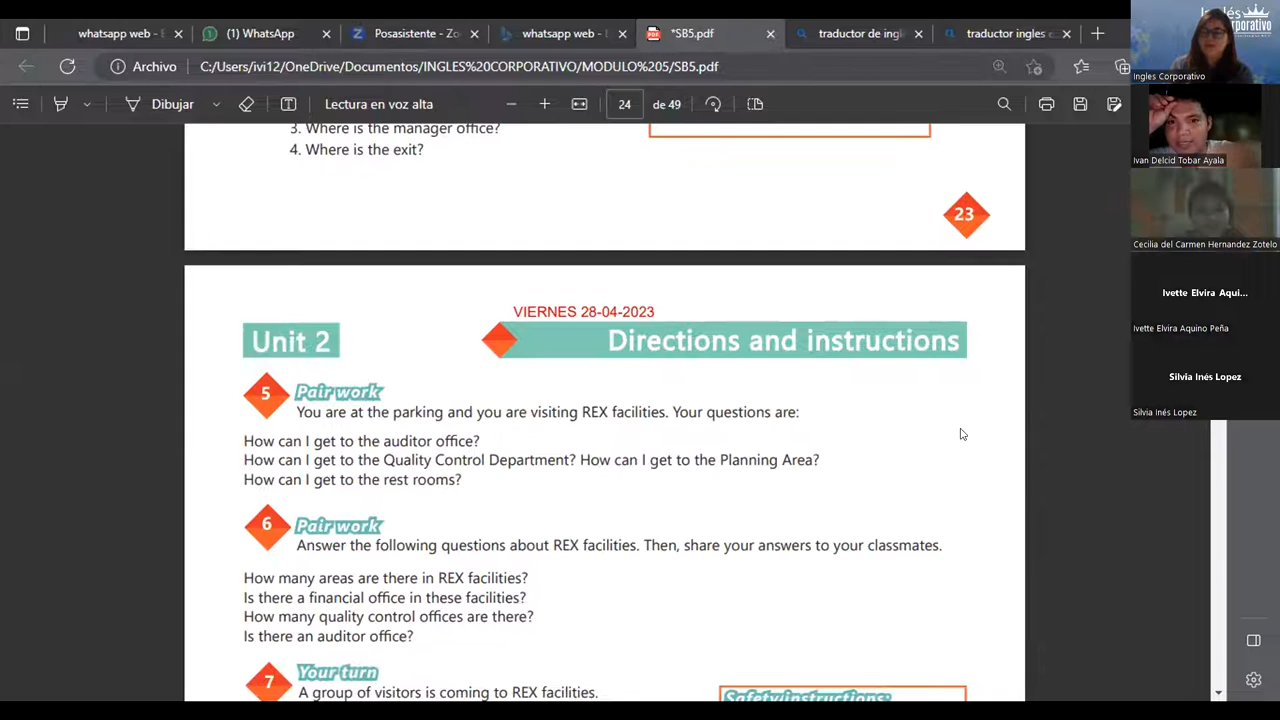 whatsapp web - E
(1) WhatsApp
Posasistente - Zo
whatsapp web - 
*SB5.pdf
traductor de ingl
traductor ingles e
Archivo
C:/Users/ivi12/OneDrive/Documentos/INGLES%20CORPORATIVO/MODULO%205/SB5.pdf
Dibujar
Lectura en voz alta
24
de 49
3. Where is the manager office?
4. Where is the exit?
23
VIERNES 28-04-2023
Unit 2
Directions and instructions
5
Pair work
You are at the parking and you are visiting REX facilities. Your questions are:
How can I get to the auditor office?
How can I get to the Quality Control Department? How can I get to the Planning Area?
How can I get to the rest rooms?
6
Pair work
Answer the following questions about REX facilities. Then, share your answers to your classmates.
How many areas are there in REX facilities?
Is there a financial office in these facilities?
How many quality control offices are there?
Is there an auditor office?
7
Your turn
A group of visitors is coming to REX facilities.
Safety instructions:
Inglés
Corporativo
Ingles Corporativo
Ivan Delcid Tobar Ayala
Cecilia del Carmen Hernandez Zotelo
Ivette Elvira Aqui...
Ivette Elvira Aquino Peña
Silvia Inés Lopez
Silvia Inés Lopez